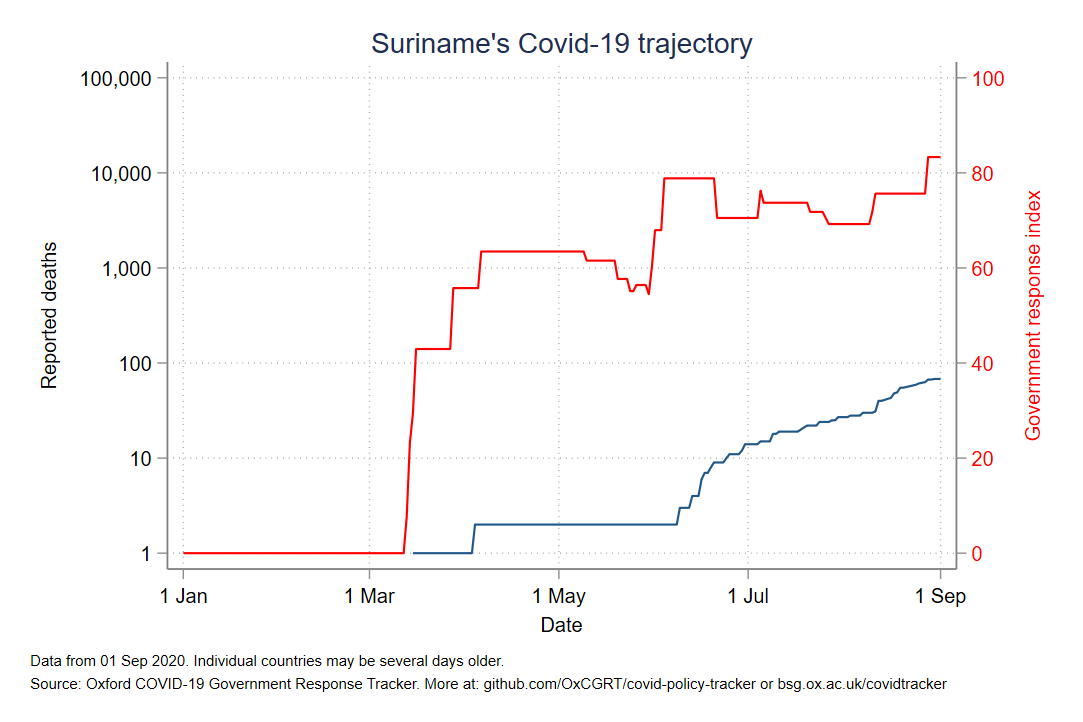 Suriname's Covid-19 trajectory
100,000
10,000
1,000
100
10
1
Reported deaths
100
80
60
40
20
0
Government response index
1 Jan
1 Mar
1 May
1 Jul
1 Sep
Date
Data from 01 Sep 2020. Individual countries may be several days older.
Source: Oxford COVID-19 Government Response Tracker. More at: github.com/OxCGRT/covid-policy-tracker or bsg.ox.ac.uk/covidtracker